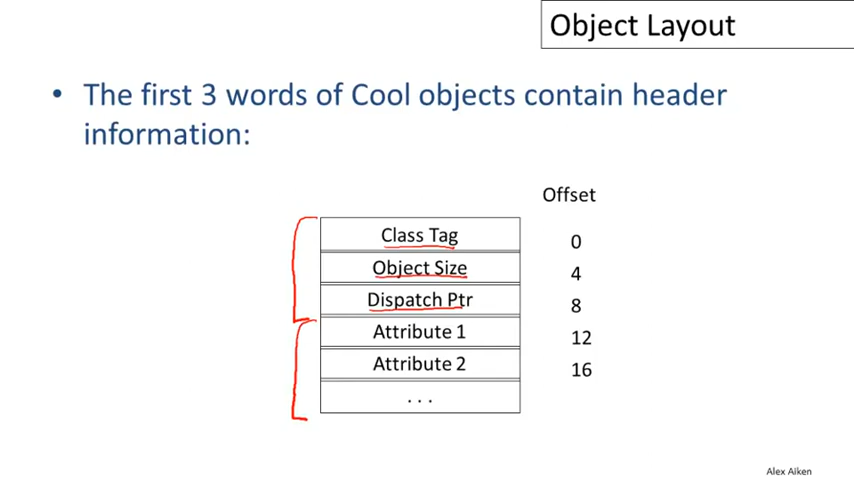 Object Layout
• The first 3 words of Cool objects contain header
information:
Offset
Class Tag 0
Object Size 4
Dispatch Ptr 8
Attribute 1 12
Attribute 2 16
. . .
Alex Aiken